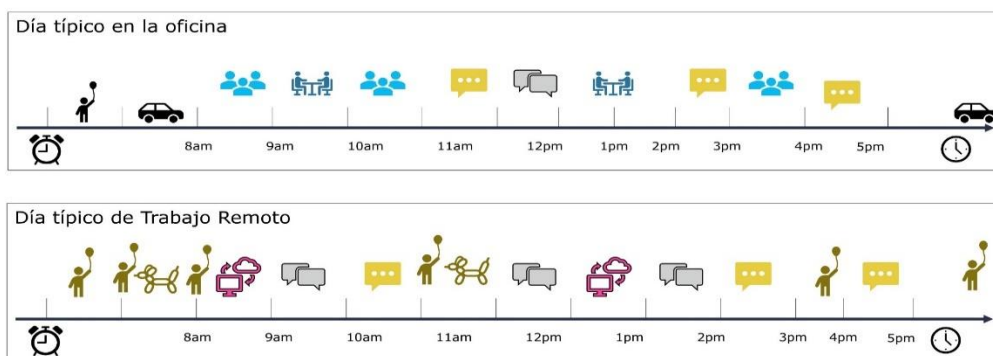 Día típico en la oficina
8am 9am 10am 11am 12pm 1pm 2pm 3pm 4pm 5pm
Día típico de Trabajo Remoto
8am 9am 10am 11am 12pm 1pm 2pm 3pm 4pm 5pm